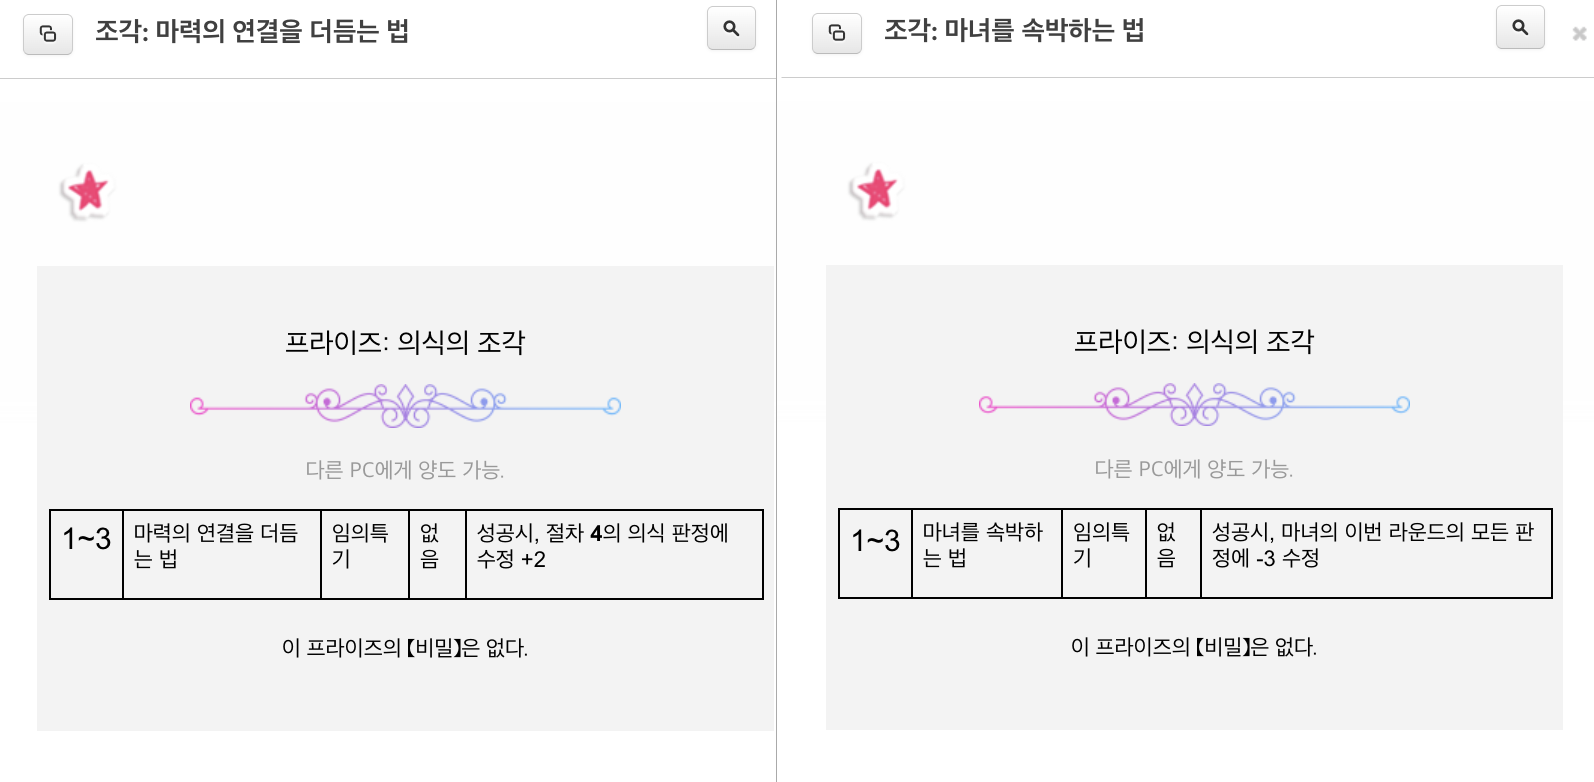 조각: 마력의 연결을 더듬는 법
프라이즈: 의식의 조각
다른 PC에게 양도 가능.
1~3
마력의 연결을 더듬
는 법
임의특
기
없
음
성공시, 절차 4의 의식 판정에
수정 +2
이 프라이즈의 【비밀】은 없다.
조각: 마녀를 속박하는 법
프라이즈: 의식의 조각
다른 PC에게 양도 가능.
1~3
마녀를 속박하
는 법
임의특
기
없
음
성공시, 마녀의 이번 라운드의 모든 판
정에 -3 수정
이 프라이즈의 【비밀】은 없다.